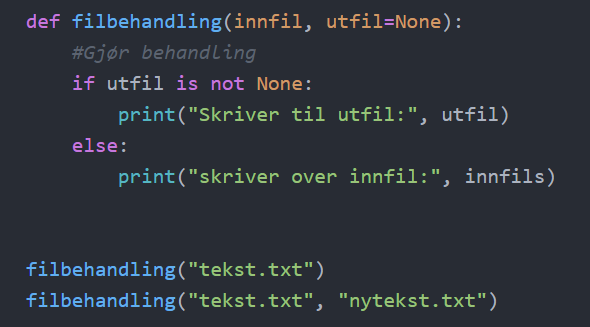 def filbehandling(innfil, utfil=None):
    #Gjør behandling
    if utfil is not None:
        print("Skriver til utfil:", utfil)
    else:
        print("skriver over innfil:", innfils)
filbehandling("tekst.txt")
filbehandling("tekst.txt", "nytekst.txt")